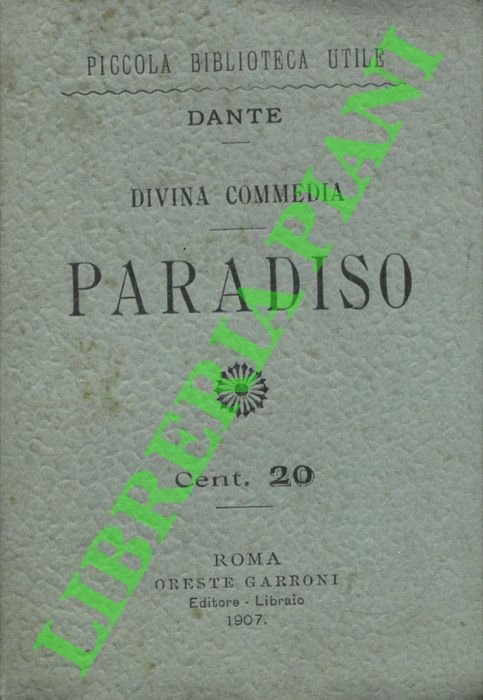 PICCOLA BIBLIOTECA UTILE
DANTE
DIVINA COMMEDIA
PARADISO
Cent. 20
ROMA
ORESTE GARRONI
Editore - Libraio
1907.
LIBRERIA PIANI